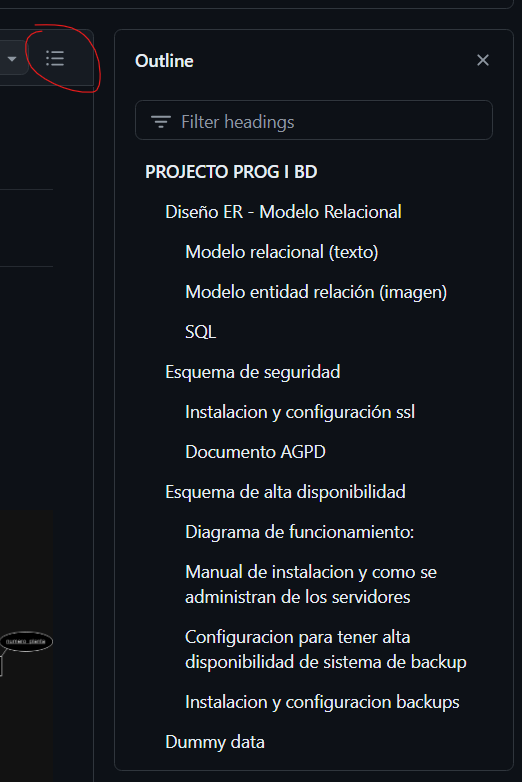 Outline
Filter headings
PROJECTO PROG I BD
Diseño ER - Modelo Relacional
Modelo relacional (texto)
Modelo entidad relación (imagen)
SQL
Esquema de seguridad
Instalacion y configuración ssl
Documento AGPD
Esquema de alta disponibilidad
Diagrama de funcionamiento:
Manual de instalacion y como se
administran de los servidores
Configuracion para tener alta
disponibilidad de sistema de backup
Instalacion y configuracion backups
Dummy data